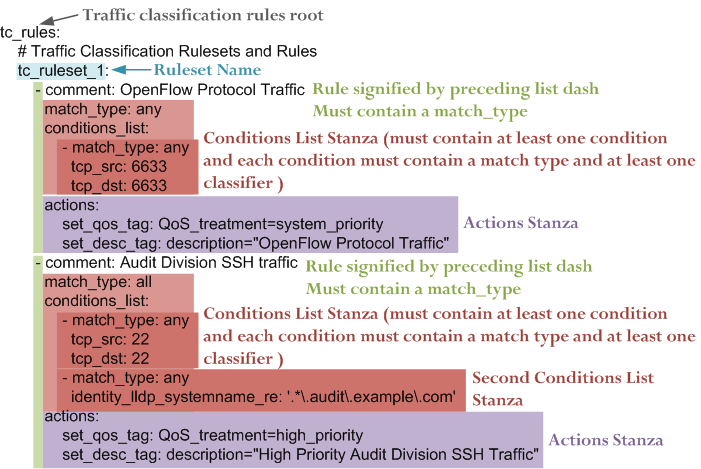 Traffic classification rules root
tc_rules:
# Traffic Classification Rulesets and Rules
tc_ruleset_1: Ruleset Name
- comment: OpenFlow Protocol Traffic Rule signified by preceding list dash
match_type: any Must contain a match_type
conditions_list: Conditions List Stanza (must contain at least one condition
- match_type: any and each condition must contain a match type and at least one
tcp_src: 6633 classifier )
tcp_dst: 6633
actions:
set_qos_tag: QoS_treatment=system_priority Actions Stanza
set_desc_tag: description="OpenFlow Protocol Traffic"
- comment: Audit Division SSH traffic Rule signified by preceding list dash
match_type: all Must contain a match_type
conditions_list: Conditions List Stanza (must contain at least one condition
- match_type: any and each condition must contain a match type and at least one
tcp_src: 22 classifier )
tcp_dst: 22
- match_type: any Second Conditions List
identity_lldp_systemname_re: '.*\.audit\.example\.com' Stanza
actions:
set_qos_tag: QoS_treatment=high_priority Actions Stanza
set_desc_tag: description="High Priority Audit Division SSH Traffic"